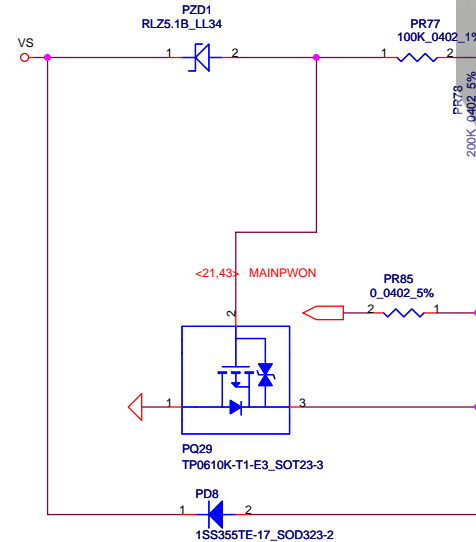 PZD1
RLZ5.1B_LL34
PR77
100K_0402_1%
VS
1
2
1
2
PR78
200K_0402_5%
<21,43> MAINPWON
PR85
0_0402_5%
2
2
1
1
3
PQ29
TP0610K-T1-E3_SOT23-3
PD8
1
2
1SS355TE-17_SOD323-2